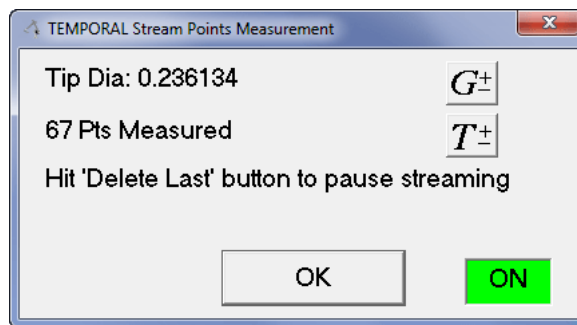 TEMPORAL Stream Points Measurement
Tip Dia: 0.236134
G±
67 Pts Measured
T±
Hit 'Delete Last' button to pause streaming
OK
ON